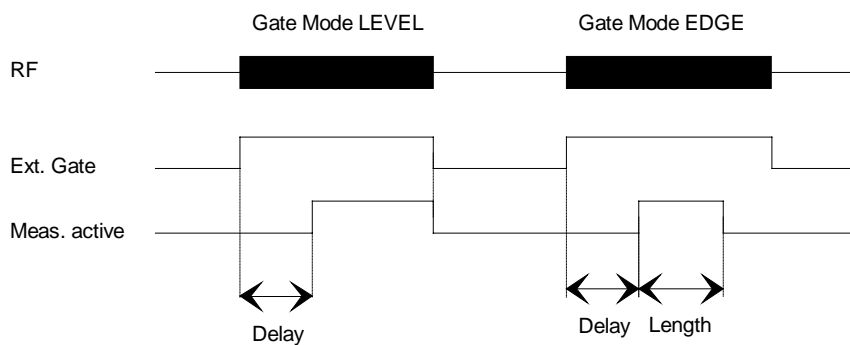 Gate Mode LEVEL Gate Mode EDGE
RF
Ext. Gate
Meas. active
Delay Delay Length